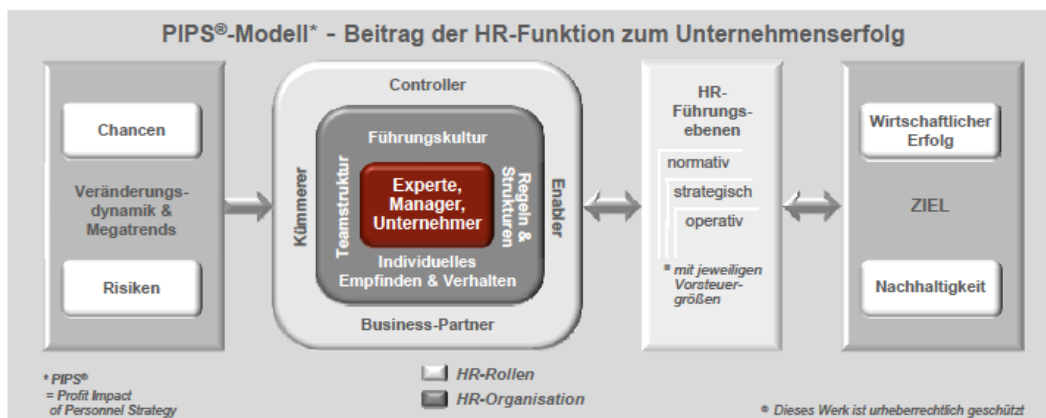 PIPS®-Modell* - Beitrag der HR-Funktion zum Unternehmenserfolg
Chancen
Veränderungs-
dynamik &
Megatrends
Risiken
Controller
Kümmerer
Führungskultur
Teamstruktur
Experte,
Manager,
Unternehmer
Regeln &
Strukturen
Enabler
Individuelles
Empfinden & Verhalten
Business-Partner
HR-
Führungs-
ebenen
normativ
strategisch
operativ
* mit jeweiligen
Vorsteuer-
größen
Wirtschaftlicher
Erfolg
ZIEL
Nachhaltigkeit
* PIPS®
= Profit Impact
of Personnel Strategy
HR-Rollen
HR-Organisation
® Dieses Werk ist urheberrechtlich geschützt